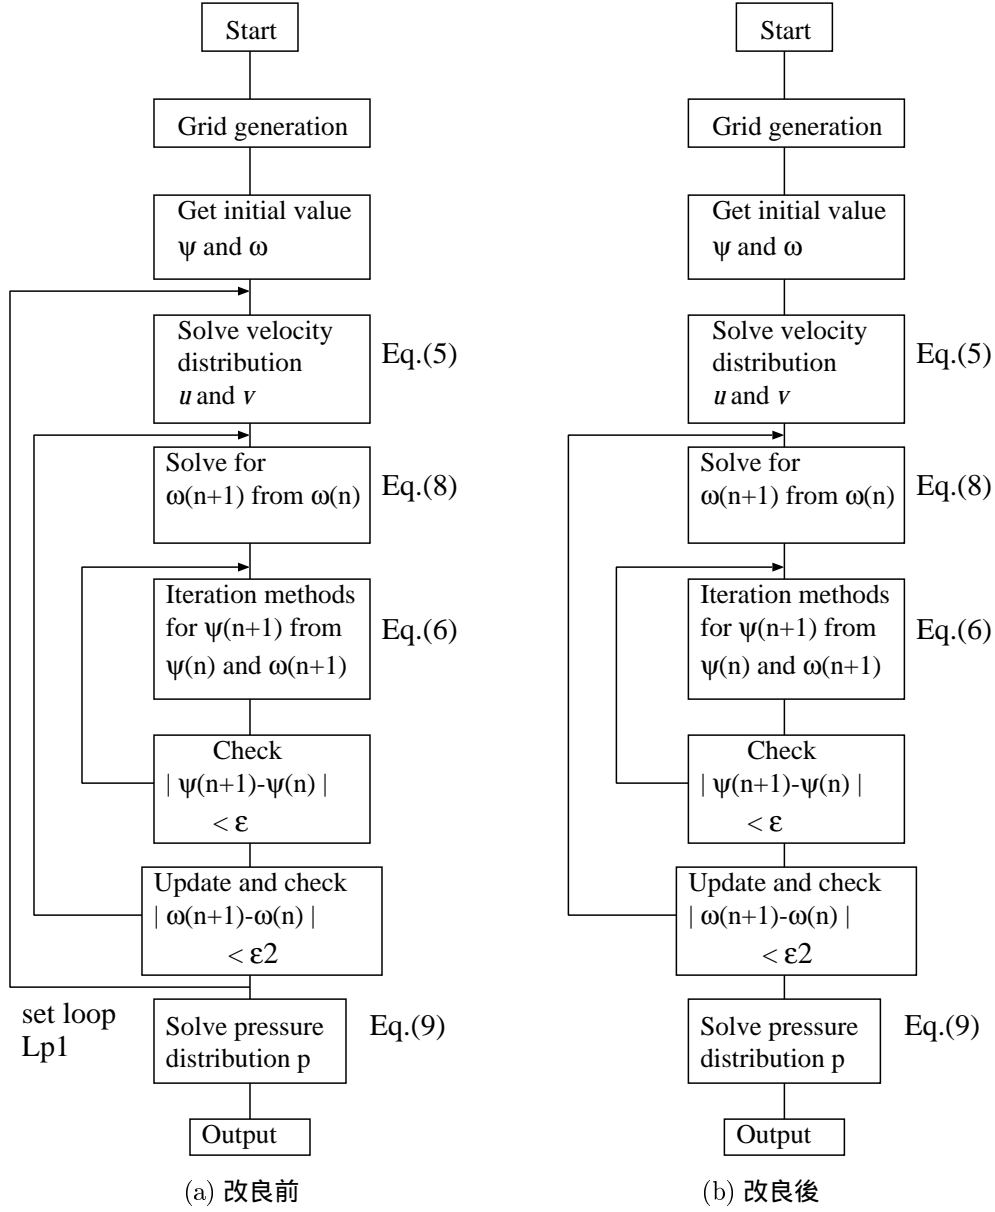 Start
Grid generation
Get initial value
ψ and ω
Solve velocity
distribution
u and v
Eq.(5)
Solve for
ω(n+1) from ω(n)
Eq.(8)
Iteration methods
for ψ(n+1) from
ψ(n) and ω(n+1)
Eq.(6)
Check
| ψ(n+1)-ψ(n) |
< ε
Update and check
| ω(n+1)-ω(n) |
< ε2
set loop
Lp1
Solve pressure
distribution p
Eq.(9)
Output
(a) 改良前
Start
Grid generation
Get initial value
ψ and ω
Solve velocity
distribution
u and v
Eq.(5)
Solve for
ω(n+1) from ω(n)
Eq.(8)
Iteration methods
for ψ(n+1) from
ψ(n) and ω(n+1)
Eq.(6)
Check
| ψ(n+1)-ψ(n) |
< ε
Update and check
| ω(n+1)-ω(n) |
< ε2
Solve pressure
distribution p
Eq.(9)
Output
(b) 改良後